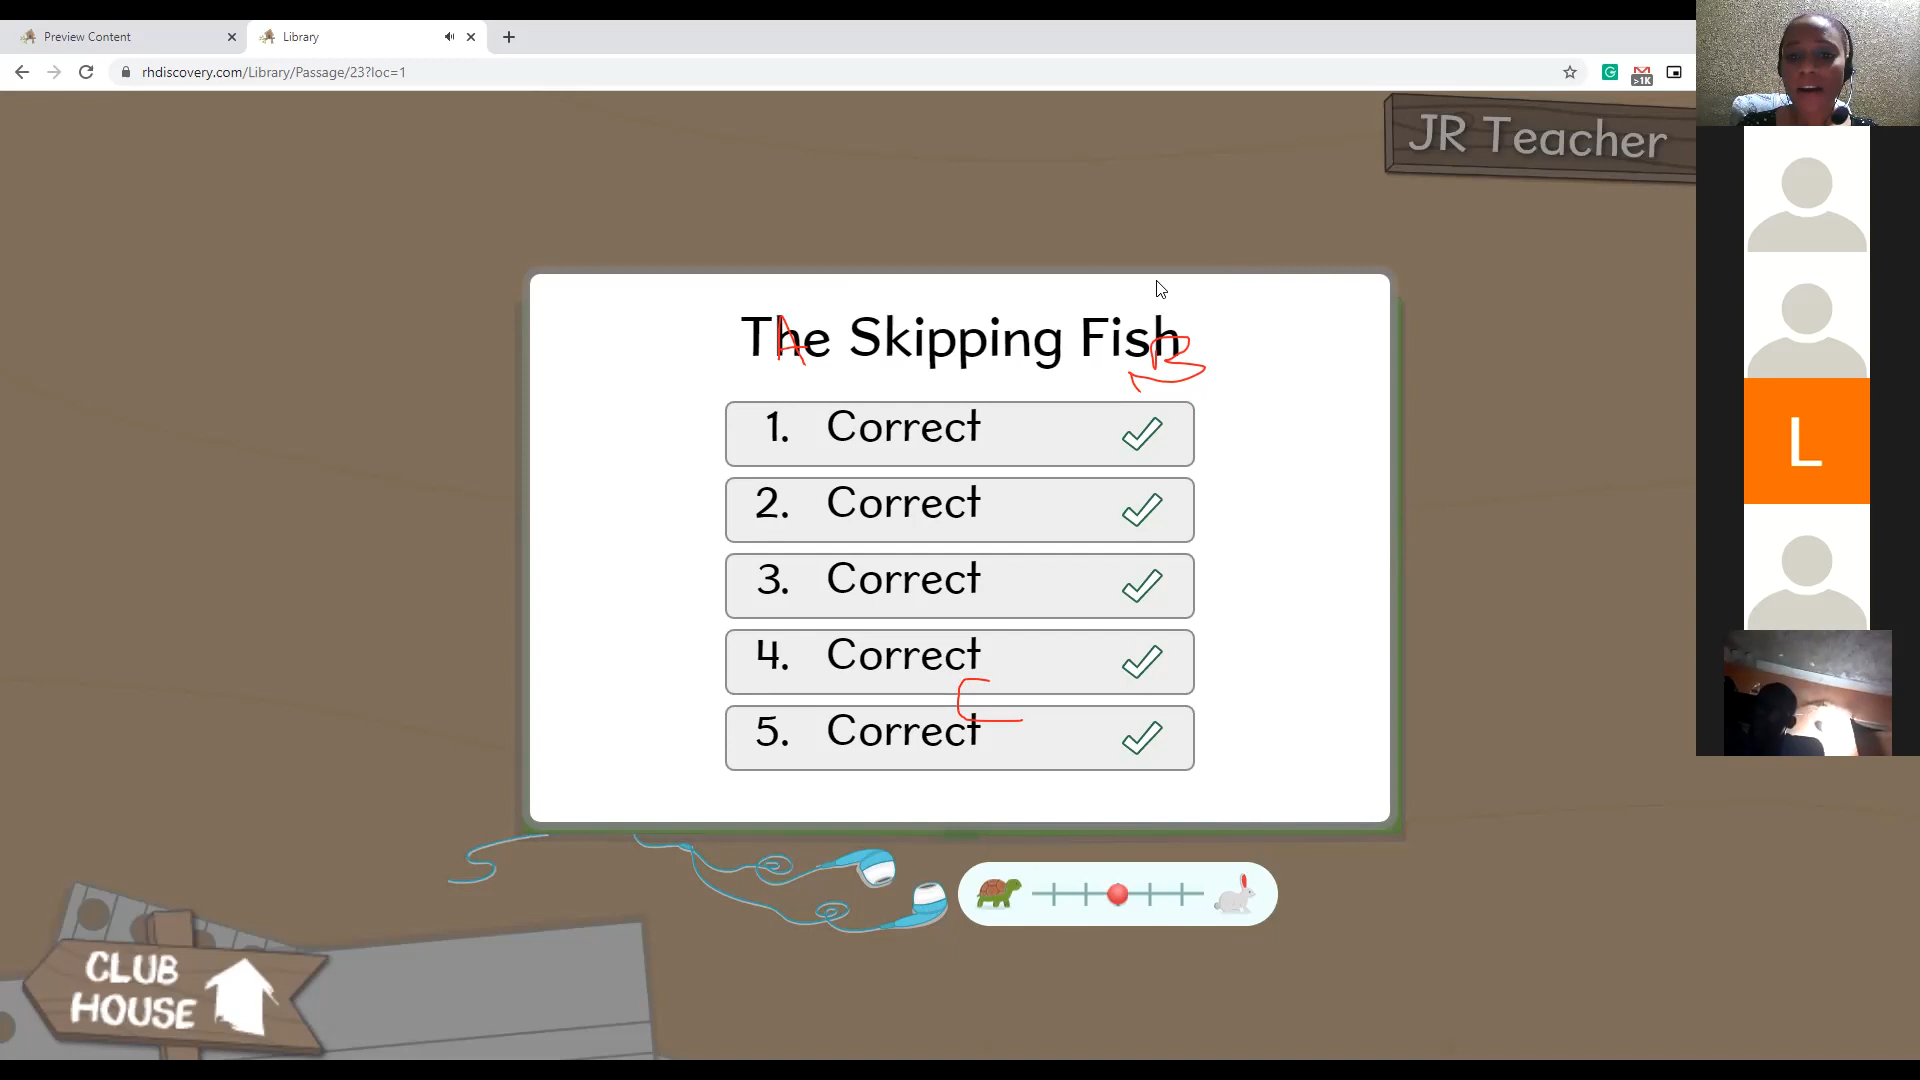 Preview Content
Library
rhdiscovery.com/Library/Passage/23?loc=1
>1K
JR Teacher
The Skipping Fish
A
B
1. Correct
2. Correct
3. Correct
4. Correct
C
5. Correct
L
CLUB
HOUSE